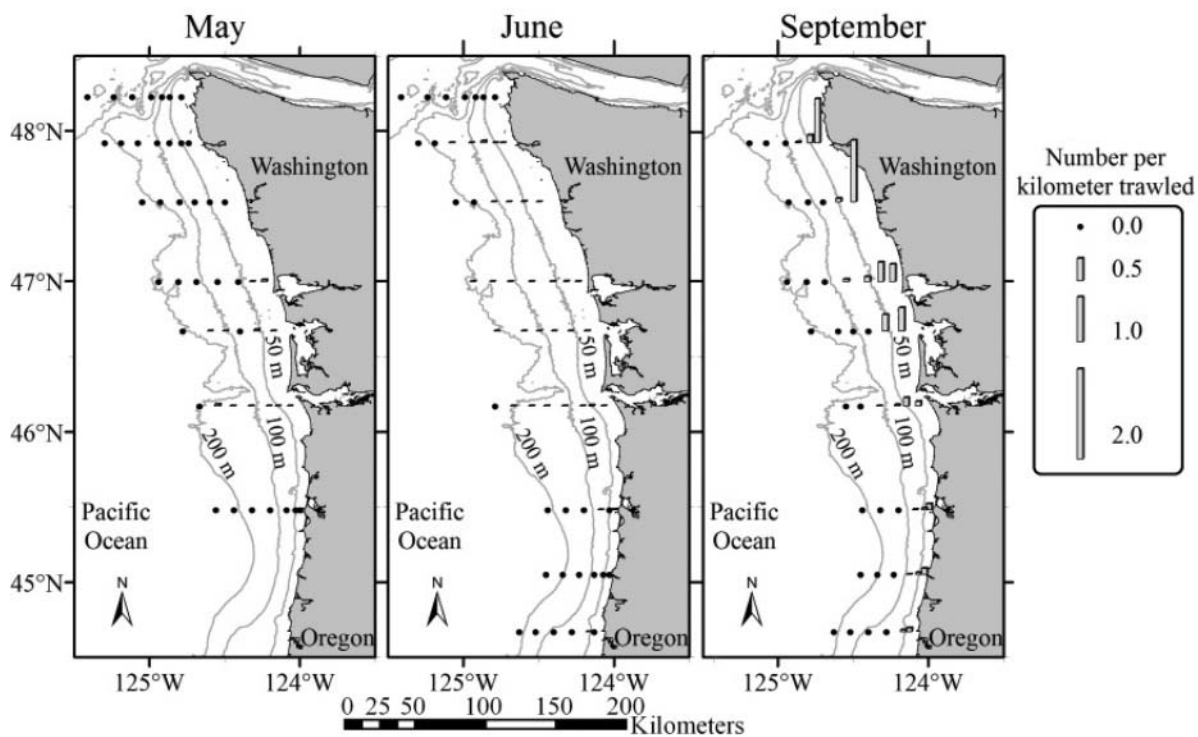 May
June
September
48°N
47°N
46°N
45°N
Washington
50 m
100 m
200 m
Pacific
Ocean
N
Oregon
125°W
124°W
Washington
50 m
100 m
200 m
Pacific
Ocean
N
Oregon
125°W
124°W
Washington
50 m
100 m
200 m
Pacific
Ocean
N
Oregon
125°W
124°W
Number per
kilometer trawled
0.0
0.5
1.0
2.0
0 25 50 100 150 200
Kilometers